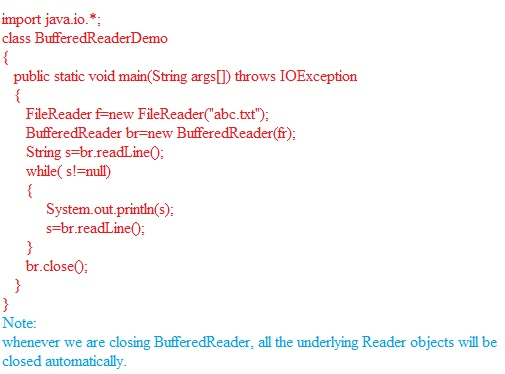 import java.io.*;
class BufferedReaderDemo
{
public static void main(String args[]) throws IOException
{
FileReader f=new FileReader("abc.txt");
BufferedReader br=new BufferedReader(fr);
String s=br.readLine();
while( s!=null)
{
System.out.println(s);
s=br.readLine();
}
br.close();
}
}
Note:
whenever we are closing BufferedReader, all the underlying Reader objects will be
closed automatically.